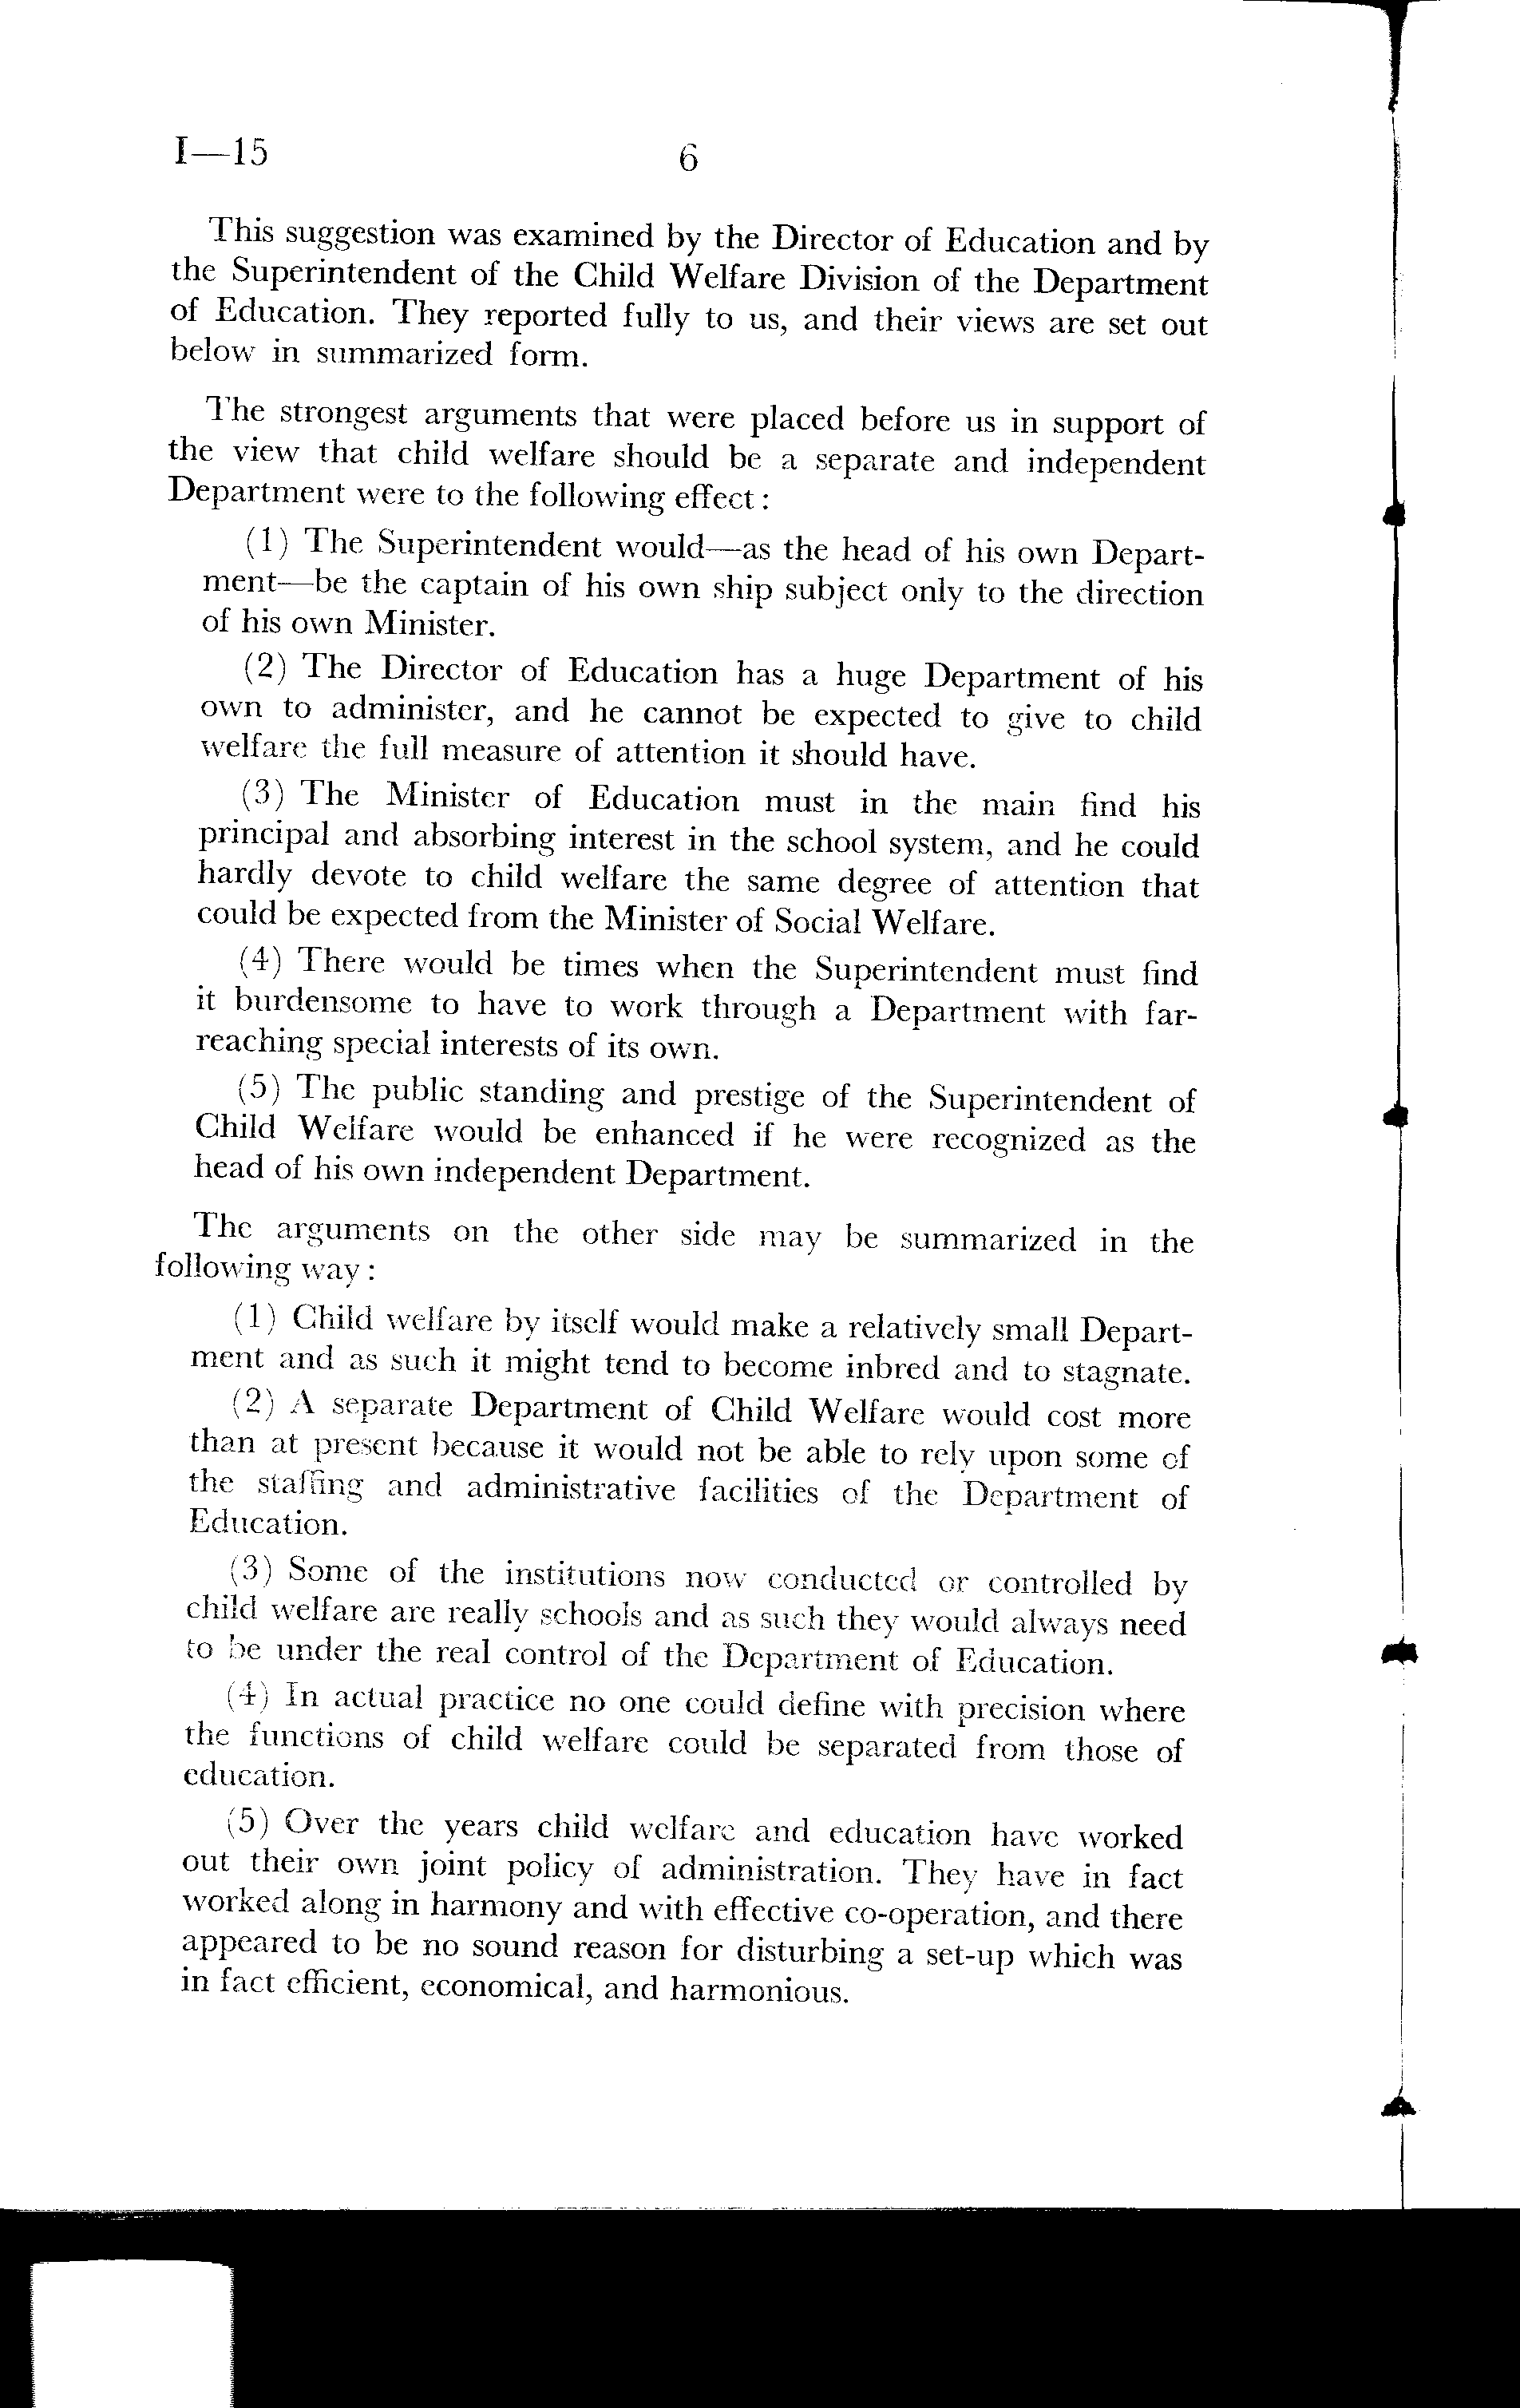 I—15
6
This suggestion was examined by the Director of Education and by
the Superintendent of the Child Welfare Division of the Department
of Education. They reported fully to us, and their views are set out
below in summarized form.
The strongest arguments that were placed before us in support of
the view that child welfare should be a separate and independent
Department were to the following effect:
(1) The Superintendent would—as the head of his own Depart-
ment—be the captain of his own ship subject only to the direction
of his own Minister.
(2) The Director of Education has a huge Department of his
own to administer, and he cannot be expected to give to child
welfare the full measure of attention it should have.
(3) The Minister of Education must in the main find his
principal and absorbing interest in the school system, and he could
hardly devote to child welfare the same degree of attention that
could be expected from the Minister of Social Welfare.
(4) There would be times when the Superintendent must find
it burdensome to have to work through a Department with far-
reaching special interests of its own.
(5) The public standing and prestige of the Superintendent of
Child Welfare would be enhanced if he were recognized as the
head of his own independent Department.
The arguments on the other side may be summarized in the
following way:
(1) Child welfare by itself would make a relatively small Depart-
ment and as such it might tend to become inbred and to stagnate.
(2) A separate Department of Child Welfare would cost more
than at present because it would not be able to rely upon some of
the staffing and administrative facilities of the Department of
Education.
(3) Some of the institutions now conducted or controlled by
child welfare are really schools and as such they would always need
to be under the real control of the Department of Education.
(4) In actual practice no one could define with precision where
the functions of child welfare could be separated from those of
education.
(5) Over the years child welfare and education have worked
out their own joint policy of administration. They have in fact
worked along in harmony and with effective co-operation, and there
appeared to be no sound reason for disturbing a set-up which was
in fact efficient, economical, and harmonious.